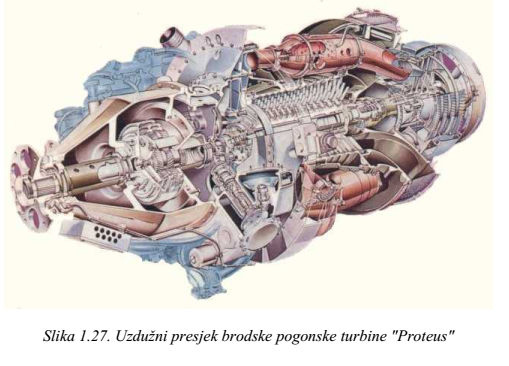 Slika 1.27. Uzdužni presjek brodske pogonske turbine "Proteus"